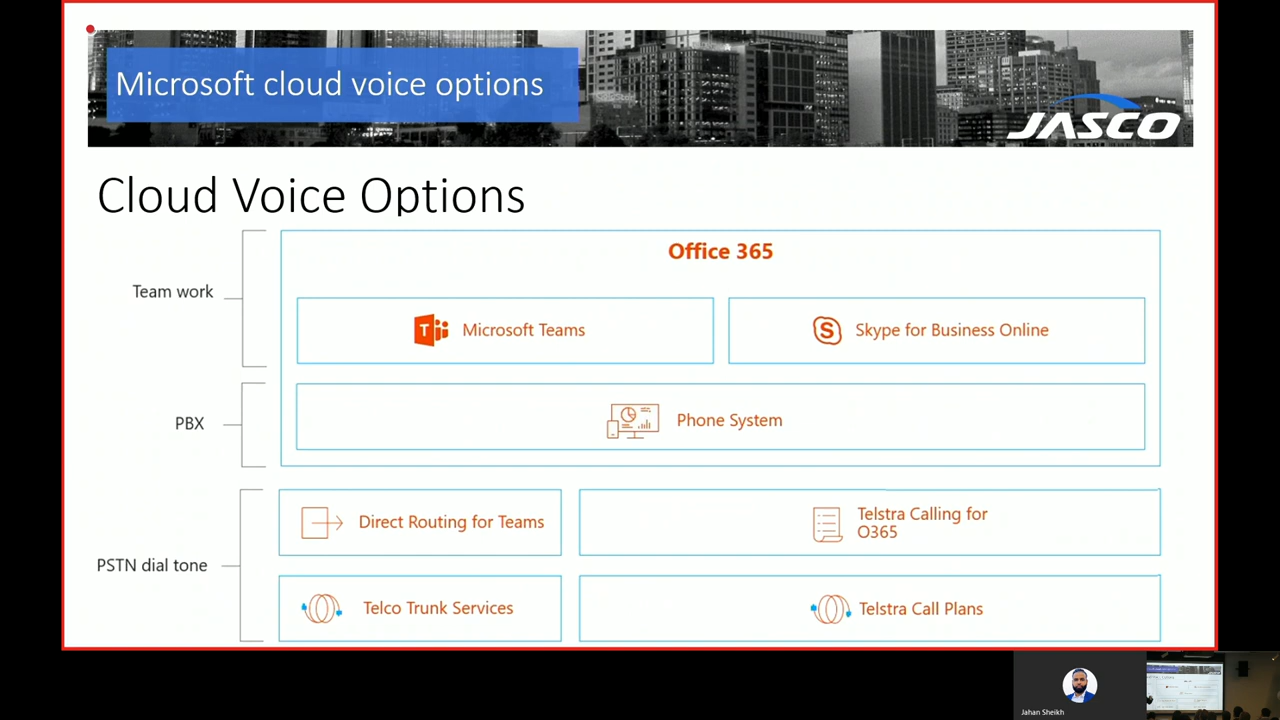 Microsoft cloud voice options
JASCO
Cloud Voice Options
Office 365
Team work
Microsoft Teams
Skype for Business Online
PBX
Phone System
Direct Routing for Teams
Telstra Calling for
O365
PSTN dial tone
Telco Trunk Services
Telstra Call Plans
Jahan Sheikh